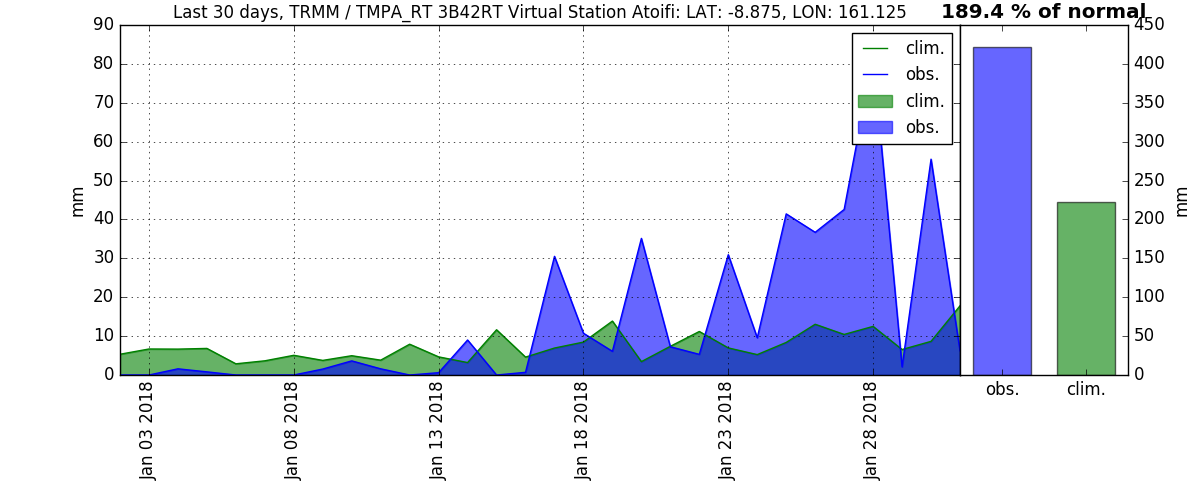 Last 30 days, TRMM / TMPA_RT 3B42RT Virtual Station Atoifi: LAT: -8.875, LON: 161.125
189.4 % of normal
90
80
70
60
50
40
30
20
10
0
mm
clim.
obs.
clim.
obs.
Jan 03 2018
Jan 08 2018
Jan 13 2018
Jan 18 2018
Jan 23 2018
Jan 28 2018
450
400
350
300
250
200
150
100
50
0
mm
obs.
clim.